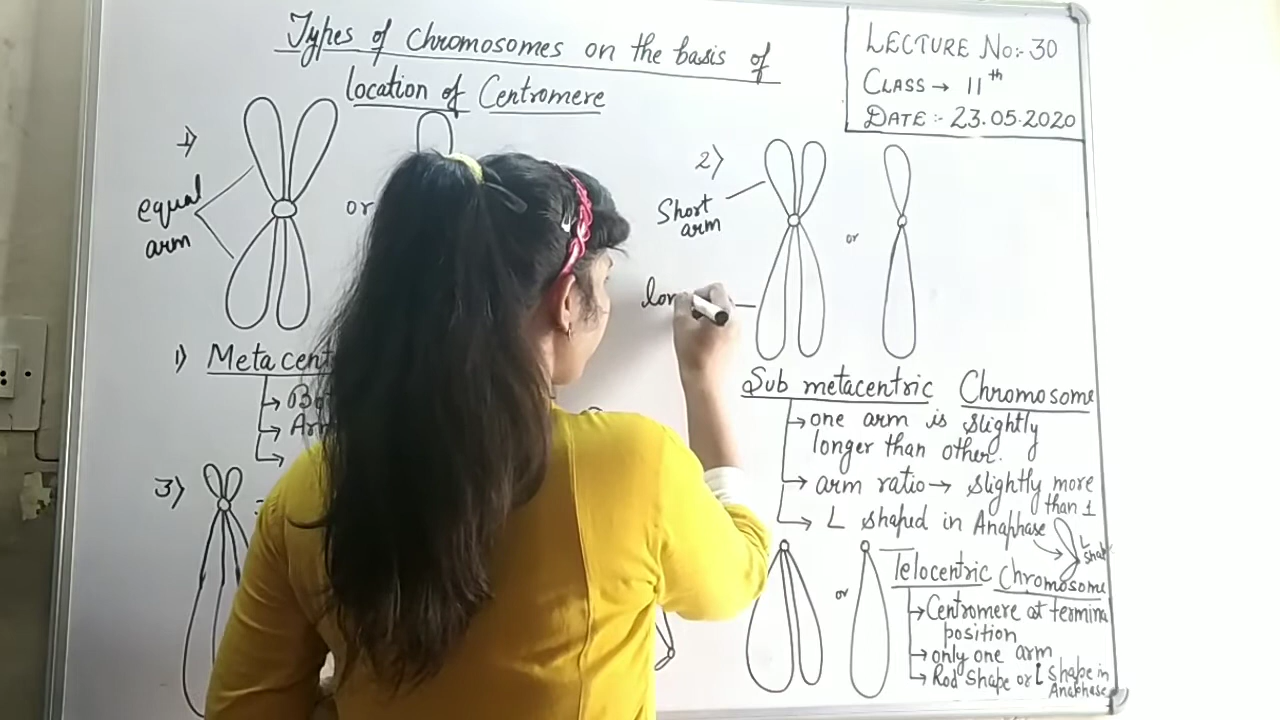 Types of chromosomes on the basis of
location of Centromere
LECTURE No:- 30
CLASS → 11th
DATE :- 23.05.2020
1)
equal
arm
or
2)
Short
arm
or
1) Metacent
→
→
→
Sub metacentric Chromosome
→ one arm is slightly
longer than other.
→ arm ratio → slightly more
than 1
→ L shaped in Anaphase
L
3)
or
Telocentric Chromosome
→ Centromere at termina
position
→ only one arm
→ Rod shape or L shape in
Anaphase